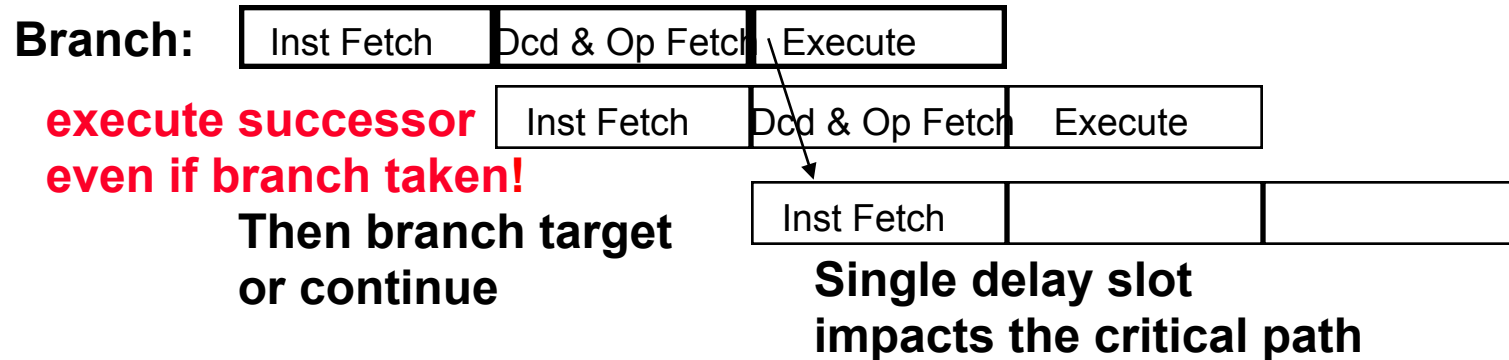 Branch: Inst Fetch Dcd & Op Fetch Execute
execute successor Inst Fetch Dcd & Op Fetch Execute
even if branch taken!
Inst Fetch
Then branch target
or continue
Single delay slot
impacts the critical path